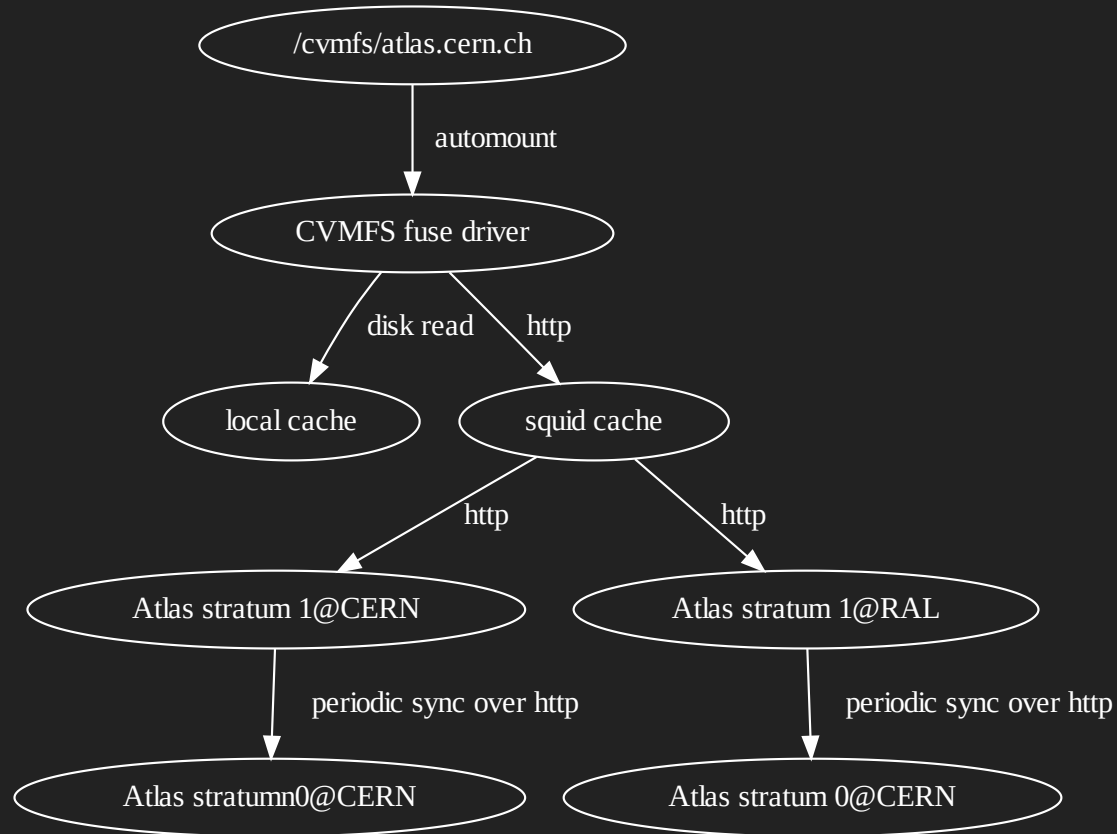 /cvmfs/atlas.cern.ch
automount
CVMFS fuse driver
disk read
http
local cache
squid cache
http
http
Atlas stratum 1@CERN
Atlas stratum 1@RAL
periodic sync over http
periodic sync over http
Atlas stratumn0@CERN
Atlas stratum 0@CERN